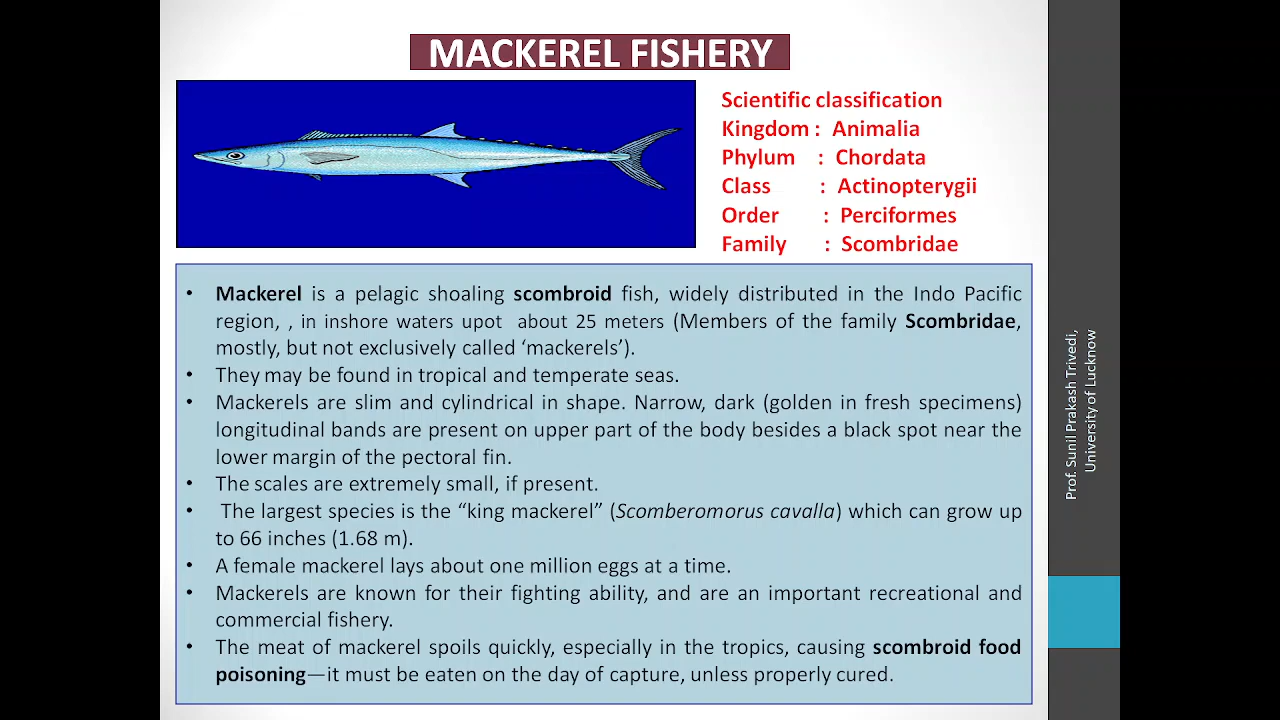 MACKEREL FISHERY
Scientific classification
Kingdom : Animalia
Phylum : Chordata
Class : Actinopterygii
Order : Perciformes
Family : Scombridae
• Mackerel is a pelagic shoaling scombroid fish, widely distributed in the Indo Pacific
region, , in inshore waters upot about 25 meters (Members of the family Scombridae,
mostly, but not exclusively called ‘mackerels’).
• They may be found in tropical and temperate seas.
• Mackerels are slim and cylindrical in shape. Narrow, dark (golden in fresh specimens)
longitudinal bands are present on upper part of the body besides a black spot near the
lower margin of the pectoral fin.
• The scales are extremely small, if present.
• The largest species is the “king mackerel” (Scomberomorus cavalla) which can grow up
to 66 inches (1.68 m).
• A female mackerel lays about one million eggs at a time.
• Mackerels are known for their fighting ability, and are an important recreational and
commercial fishery.
• The meat of mackerel spoils quickly, especially in the tropics, causing scombroid food
poisoning—it must be eaten on the day of capture, unless properly cured.
Prof. Sunil Prakash Trivedi,
University of Lucknow